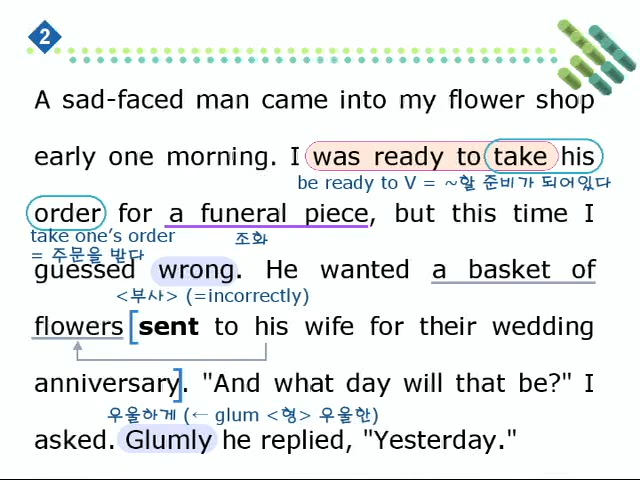 2
A sad-faced man came into my flower shop
early one morning. I was ready to take his
be ready to V = ~할 준비가 되어있다
order for a funeral piece, but this time I
take one's order 조화
= 주문을 받다
guessed wrong. He wanted a basket of
<부사> (=incorrectly)
flowers [sent to his wife for their wedding
anniversary]. "And what day will that be?" I
우울하게 (← glum <형> 우울한)
asked. Glumly he replied, "Yesterday."